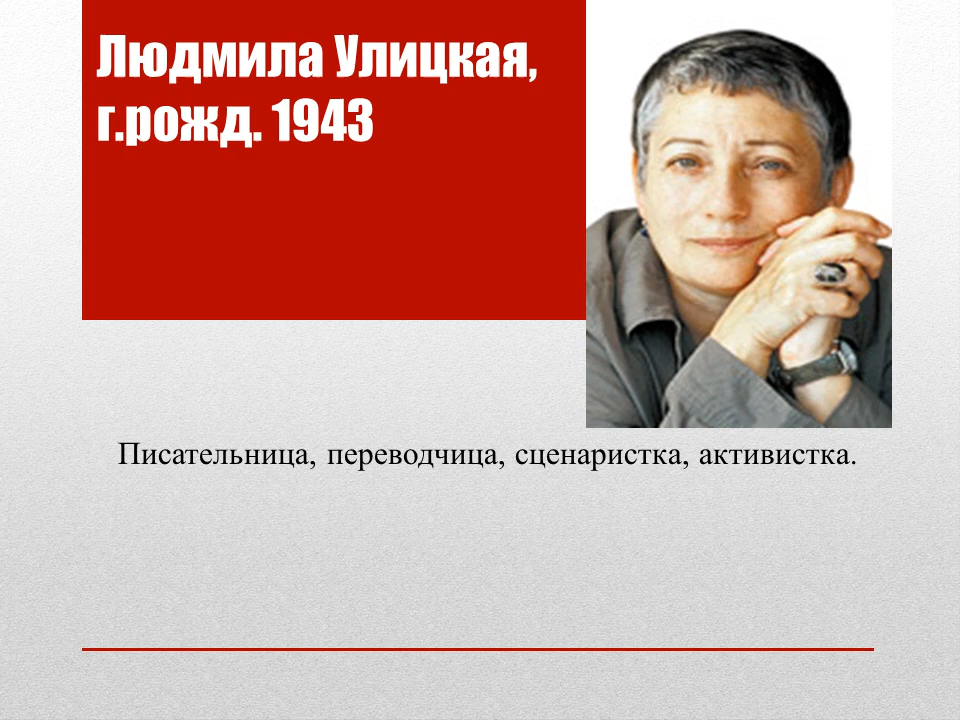 Людмила Улицкая,
г.рожд. 1943
Писательница, переводчица, сценаристка, активистка.